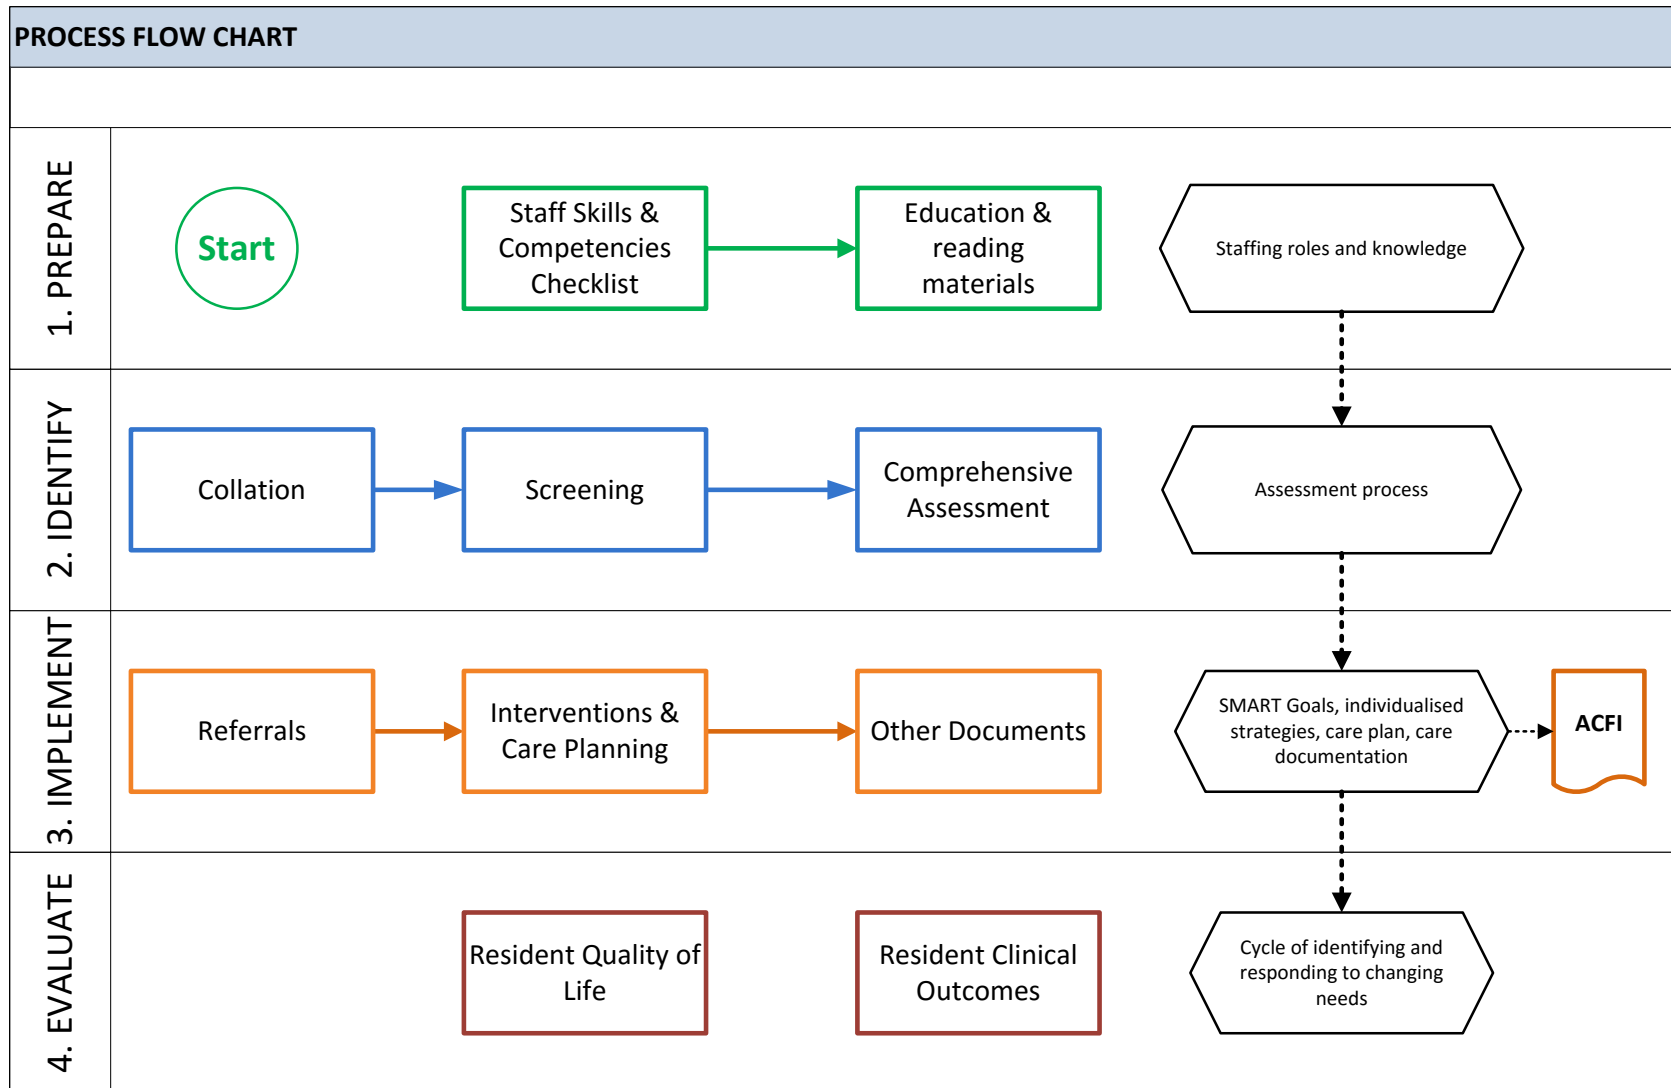 PROCESS FLOW CHART
1. PREPARE
Start
Staff Skills &
Competencies
Checklist
Education &
reading
materials
Staffing roles and knowledge
2. IDENTIFY
Collation
Screening
Comprehensive
Assessment
Assessment process
3. IMPLEMENT
Referrals
Interventions &
Care Planning
Other Documents
SMART Goals, individualised
strategies, care plan, care
documentation
ACFI
4. EVALUATE
Resident Quality of
Life
Resident Clinical
Outcomes
Cycle of identifying and
responding to changing
needs